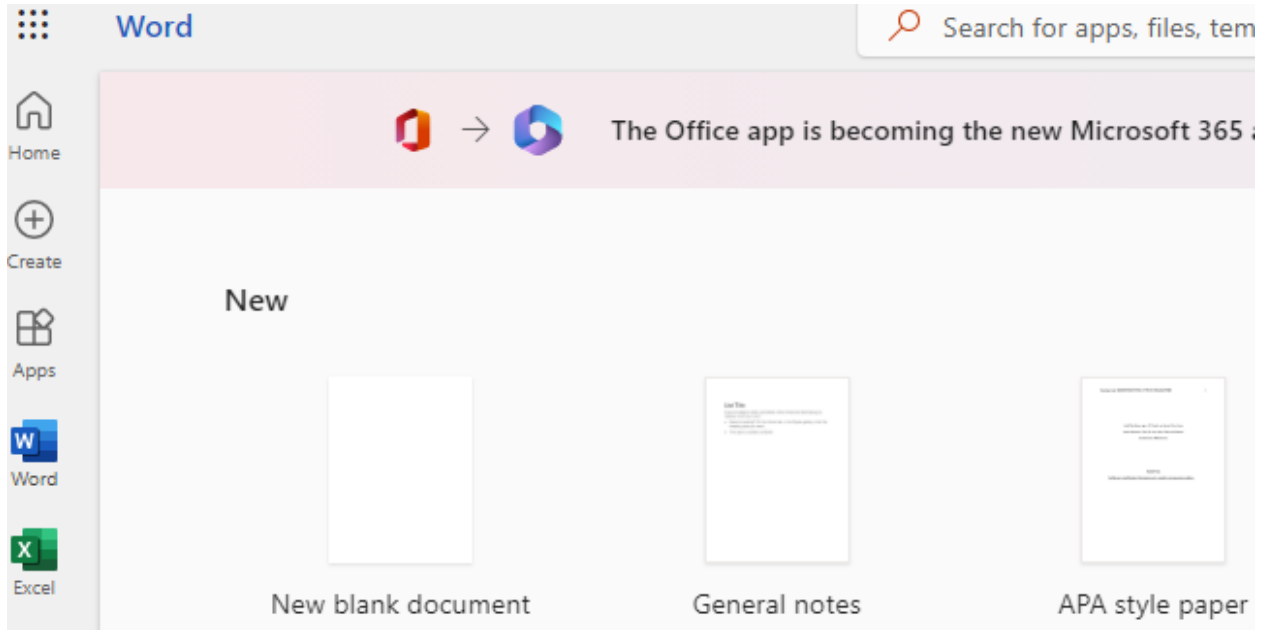 Word
Search for apps, files, tem
Home
The Office app is becoming the new Microsoft 365 a
Create
New
Apps
W
Word
X
Excel
New blank document
General notes
APA style paper